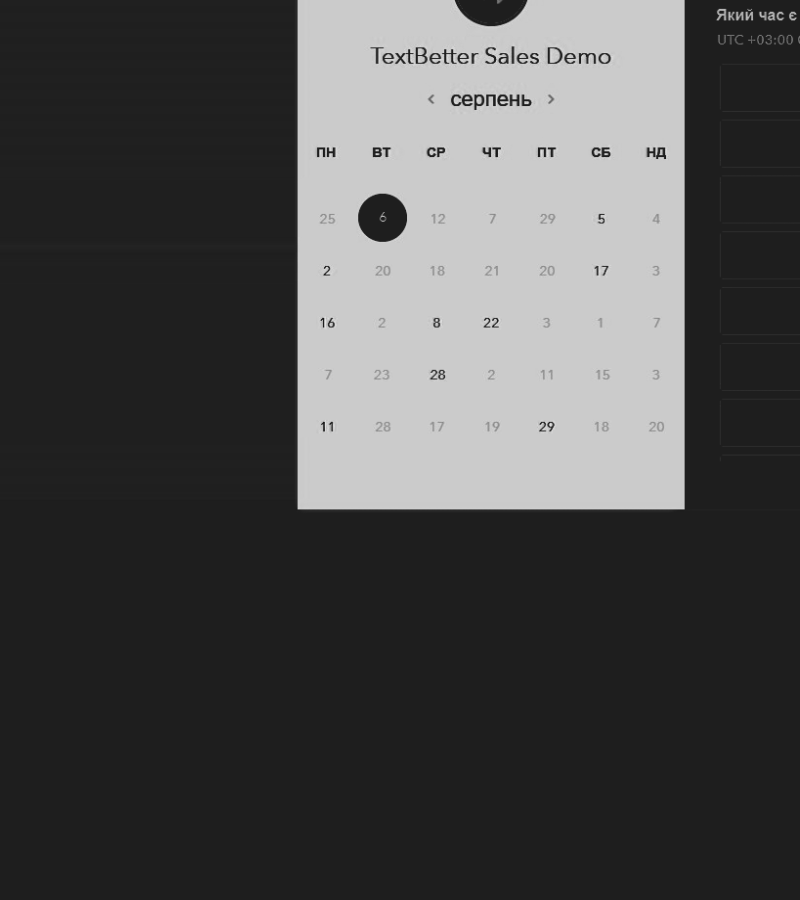 TextBetter Sales Demo
< серпень >
ПН ВТ СР ЧТ ПТ СБ НД
25 6 12 7 29 5 4
2 20 18 21 20 17 3
16 2 8 22 3 1 7
7 23 28 2 11 15 3
11 28 17 19 29 18 20
Який час є
UTC +03:00